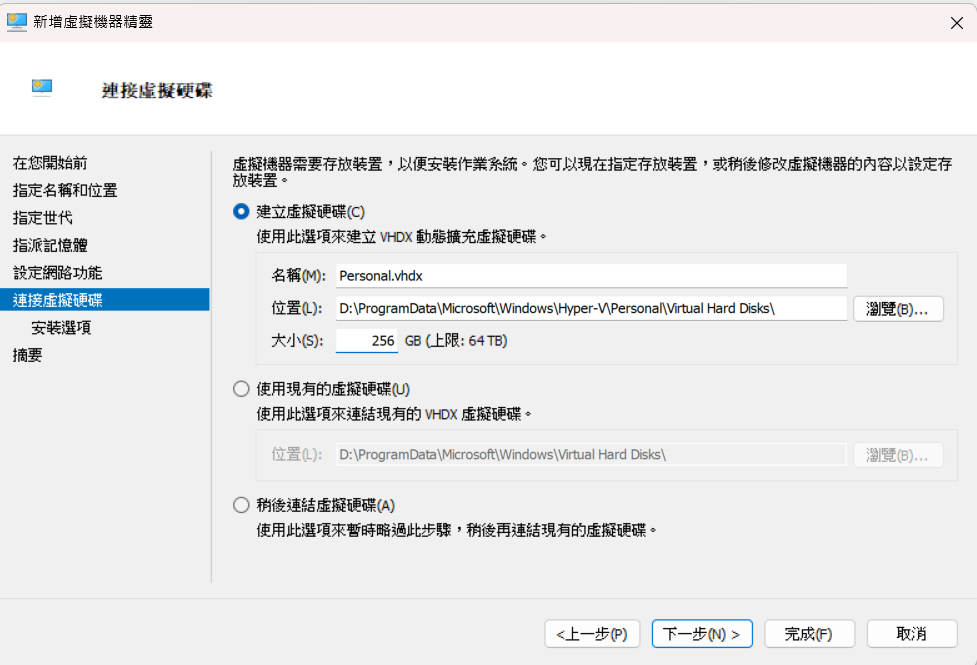 新增虛擬機器精靈
連接虛擬硬碟
在您開始前
指定名稱和位置
指定世代
指派記憶體
設定網路功能
連接虛擬硬碟
安裝選項
摘要
虛擬機器需要存放裝置，以便安裝作業系統。您可以現在指定存放裝置，或稍後修改虛擬機器的內容以設定存
放裝置。
建立虛擬硬碟(C)
使用此選項來建立 VHDX 動態擴充虛擬硬碟。
名稱(M): Personal.vhdx
位置(L): D:\ProgramData\Microsoft\Windows\Hyper-V\Personal\Virtual Hard Disks\ 瀏覽(B)...
大小(S): 256 GB (上限: 64 TB)
使用現有的虛擬硬碟(U)
使用此選項來連結現有的 VHDX 虛擬硬碟。
位置(L): D:\ProgramData\Microsoft\Windows\Virtual Hard Disks\ 瀏覽(B)...
稍後連結虛擬硬碟(A)
使用此選項來暫時略過此步驟，稍後再連結現有的虛擬硬碟。
<上一步(P) 下一步(N) > 完成(F) 取消